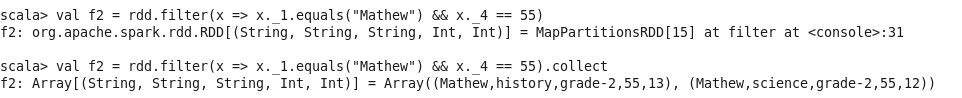 scala> val f2 = rdd.filter(x => x._1.equals("Mathew") && x._4 == 55)
f2: org.apache.spark.rdd.RDD[(String, String, String, Int, Int)] = MapPartitionsRDD[15] at filter at <console>:31
scala> val f2 = rdd.filter(x => x._1.equals("Mathew") && x._4 == 55).collect
f2: Array[(String, String, String, Int, Int)] = Array((Mathew,history,grade-2,55,13), (Mathew,science,grade-2,55,12))